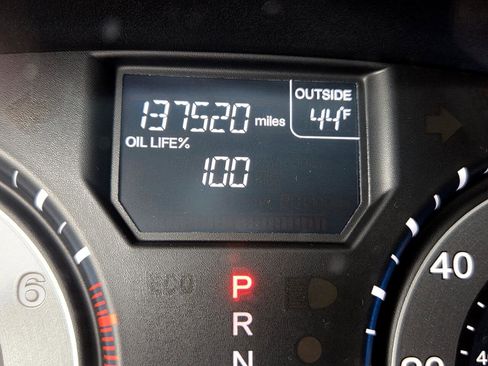 OUTSIDE
137520 miles 44°F
OIL LIFE%
100
ECO
6 P 40
R
N